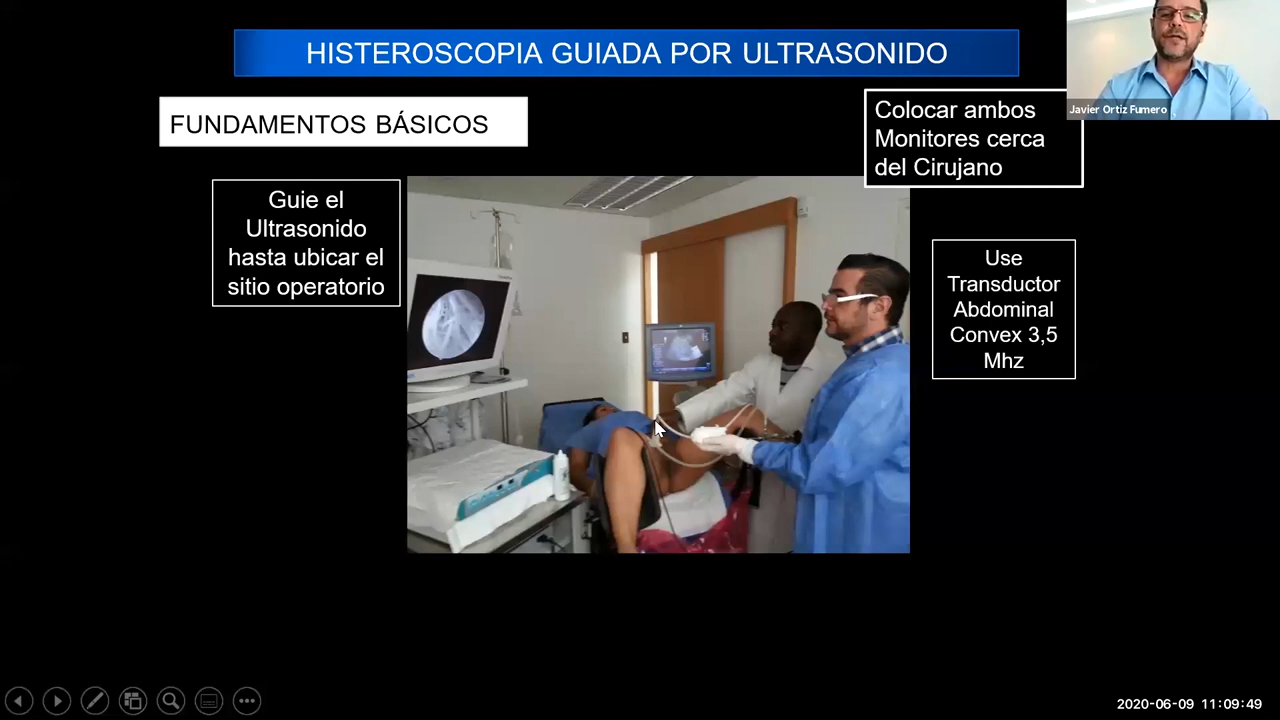 HISTEROSCOPIA GUIADA POR ULTRASONIDO
FUNDAMENTOS BÁSICOS
Colocar ambos
Monitores cerca
del Cirujano
Javier Ortiz Fumero
Guie el
Ultrasonido
hasta ubicar el
sitio operatorio
Use
Transductor
Abdominal
Convex 3,5
Mhz
2020-06-09 11:09:49